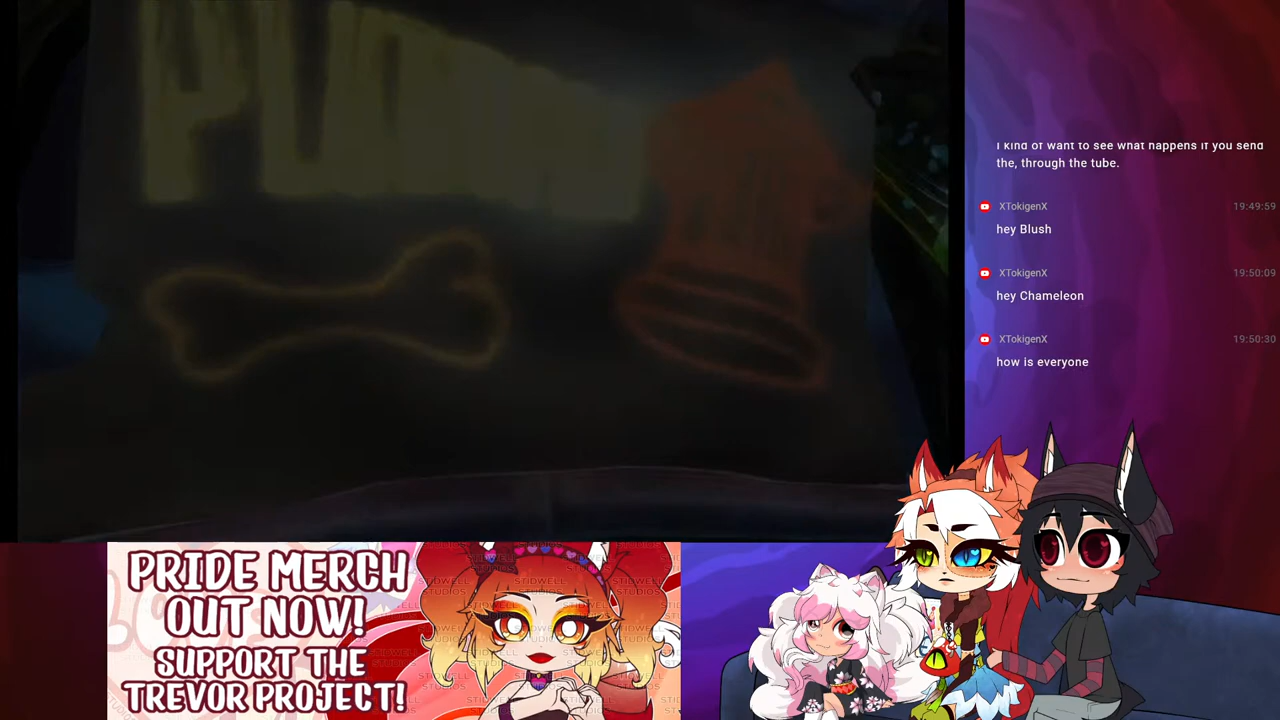 I kind of want to see what happens if you send
the, through the tube.
XTokigenX 19:49:59
hey Blush
XTokigenX 19:50:09
hey Chameleon
XTokigenX 19:50:30
how is everyone
PRIDE MERCH
OUT NOW!
SUPPORT THE
TREVOR PROJECT!
STIDWELL
STUDIOS